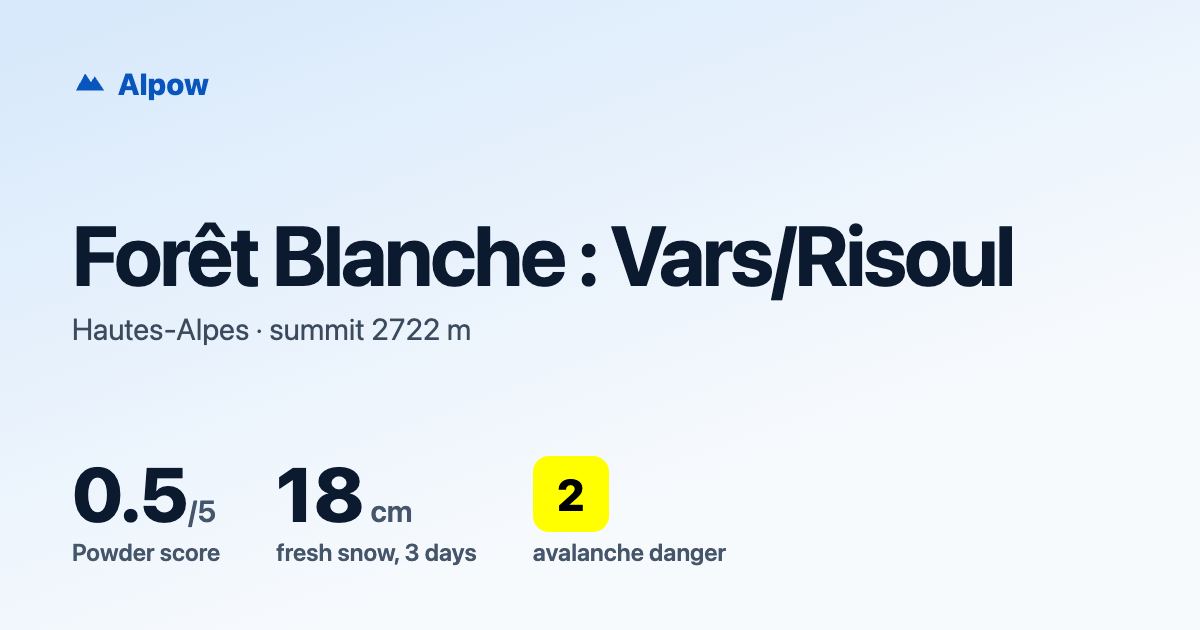 Alpow
Forêt Blanche : Vars/Risoul
Hautes-Alpes · summit 2722 m
0.5/5 18 cm 2
Powder score fresh snow, 3 days avalanche danger